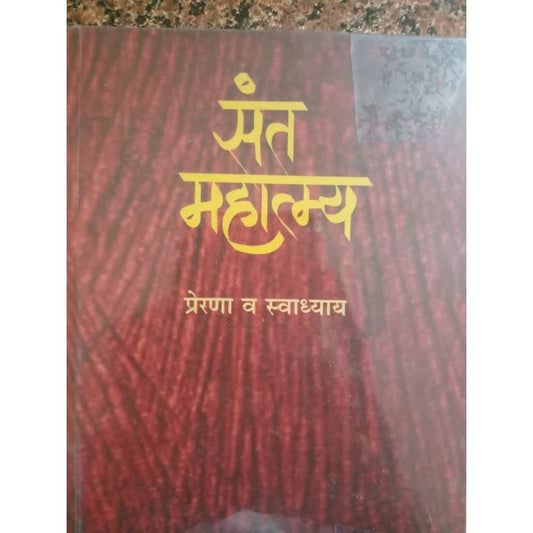 संत
महोत्म्य
प्रेरणा व स्वाध्याय